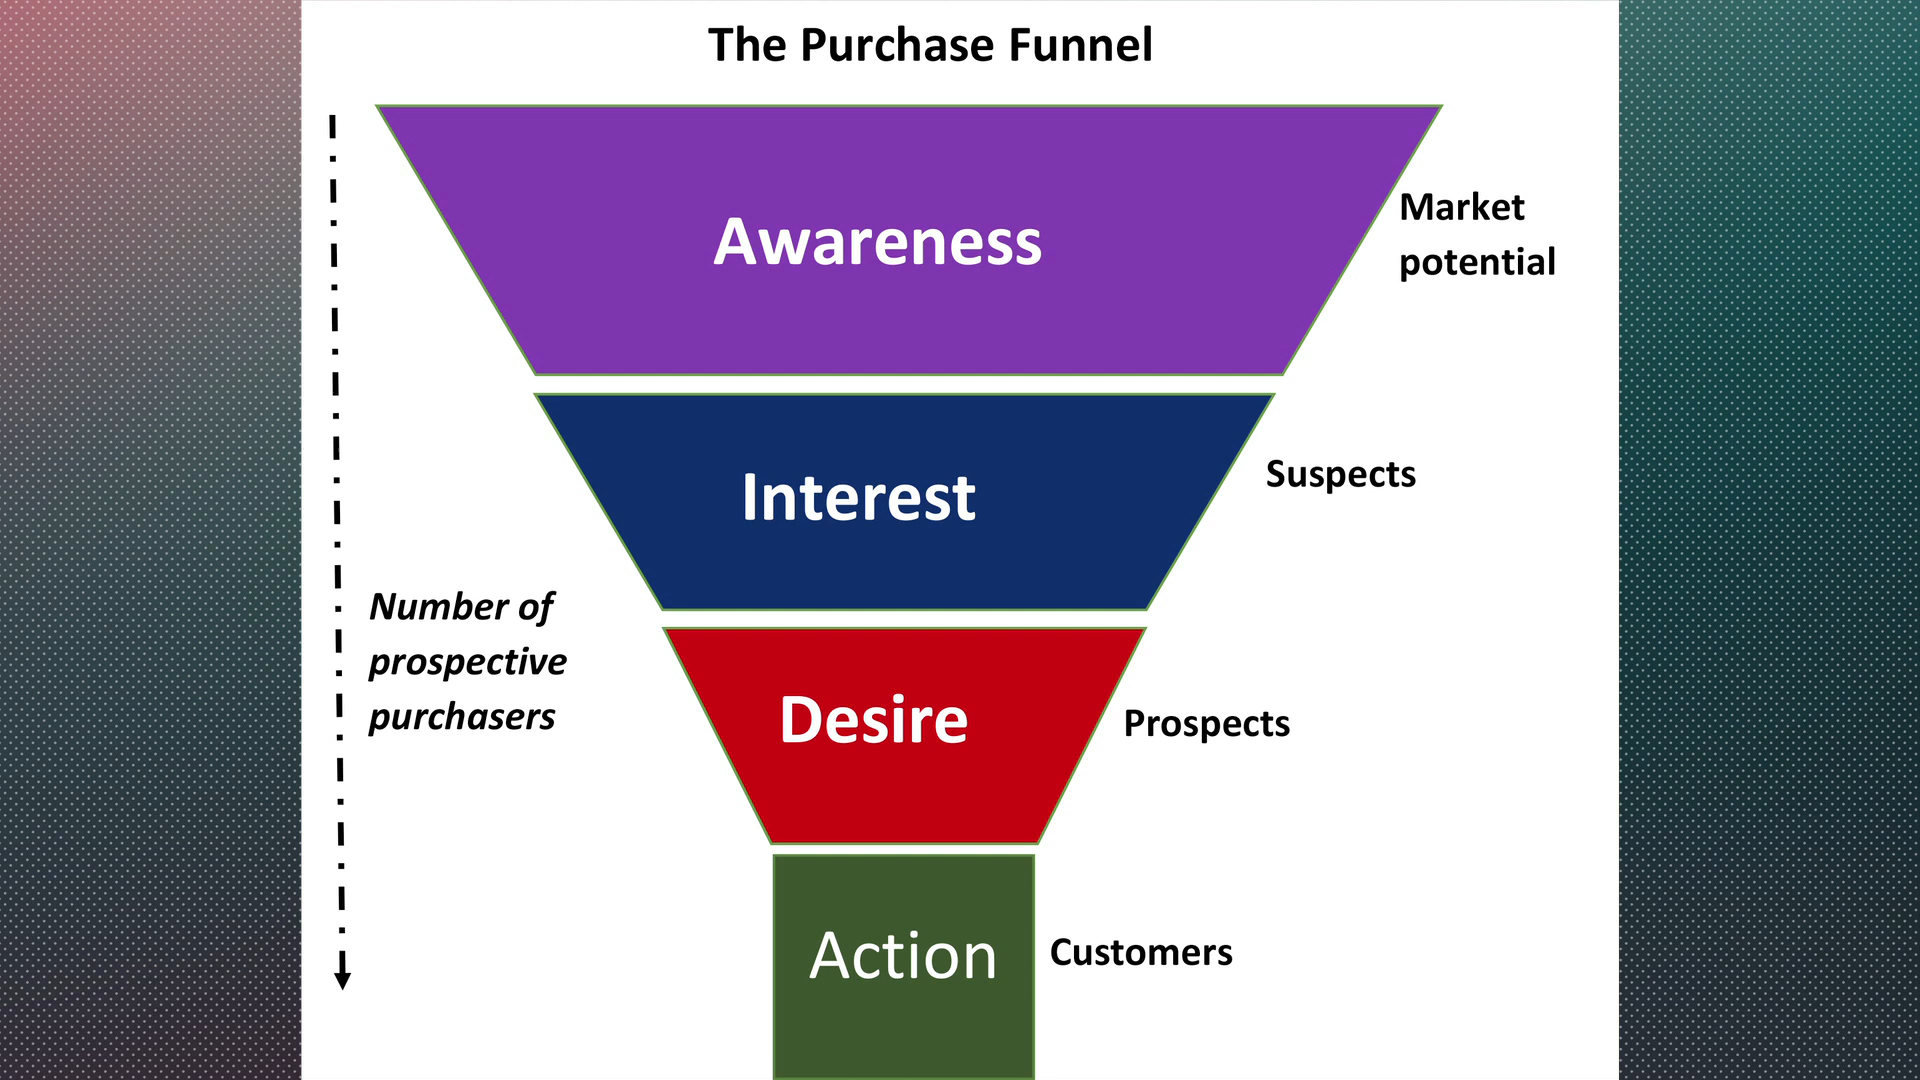 The Purchase Funnel
Awareness
Market
potential
Interest
Suspects
Number of
prospective
purchasers
Desire
Prospects
Action
Customers